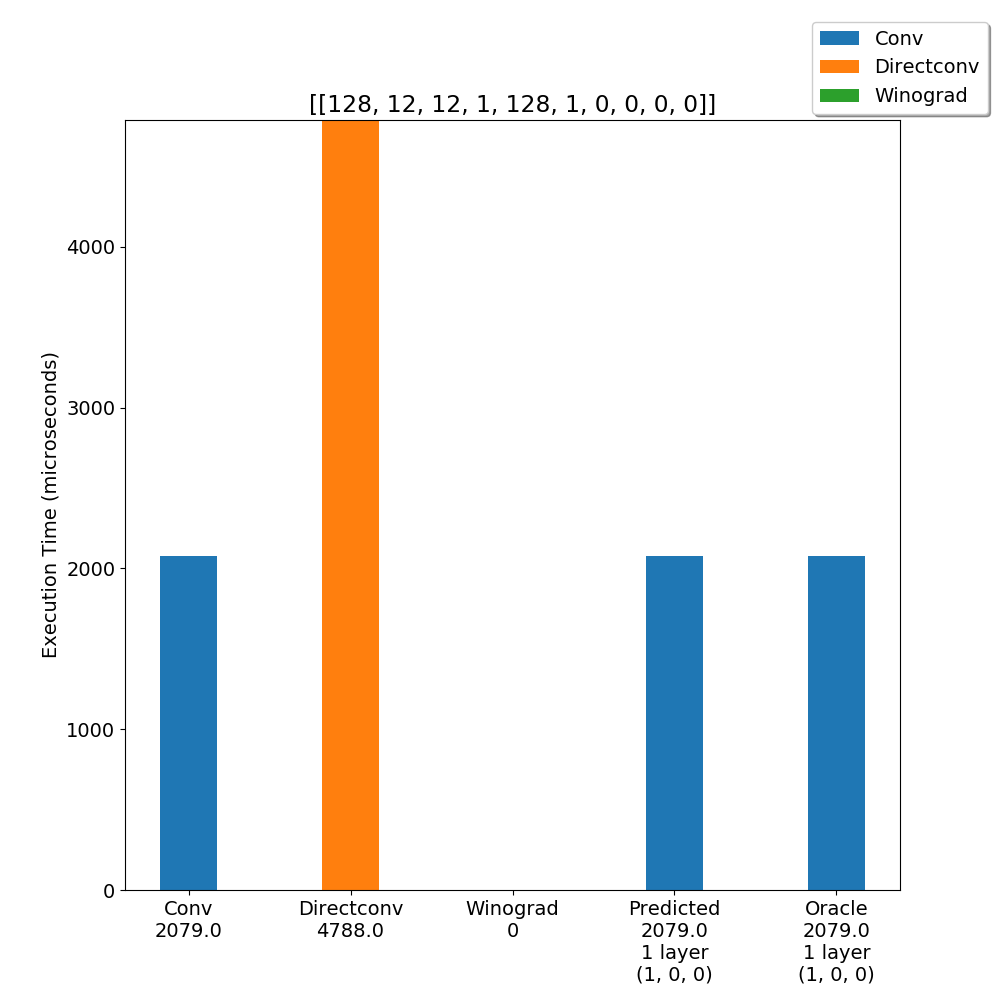 Conv
Directconv
Winograd
[[128, 12, 12, 1, 128, 1, 0, 0, 0, 0]]
Execution Time (microseconds)
4000
3000
2000
1000
0
Conv
2079.0
Directconv
4788.0
Winograd
0
Predicted
2079.0
1 layer
(1, 0, 0)
Oracle
2079.0
1 layer
(1, 0, 0)